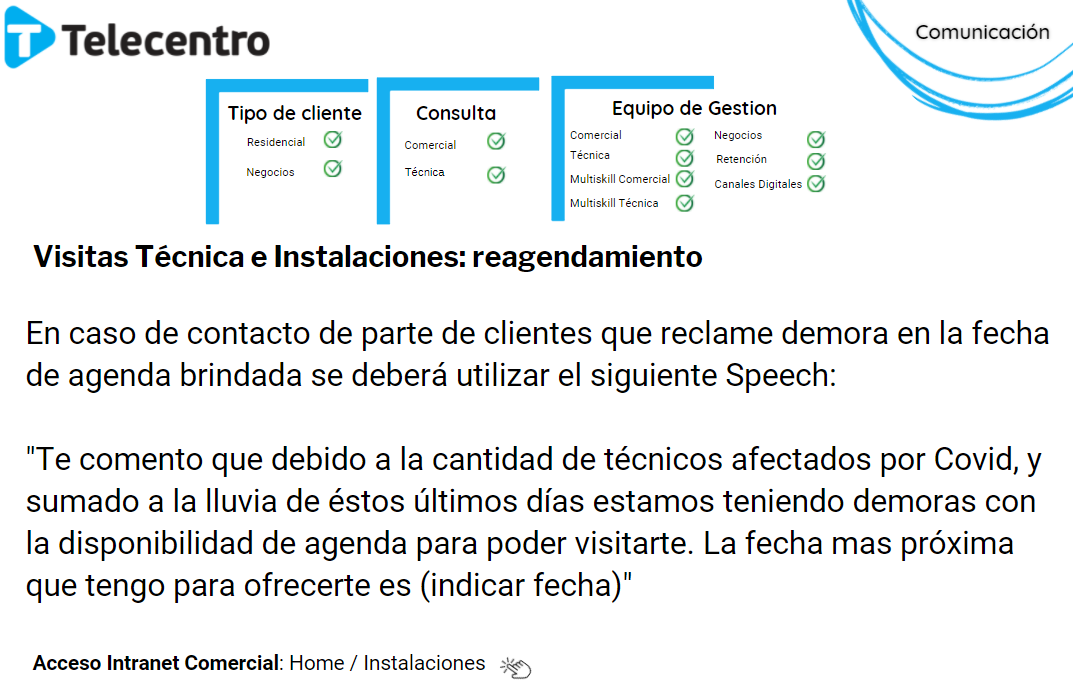 Telecentro
Comunicación
Tipo de cliente
Residencial
Negocios
Consulta
Comercial
Técnica
Equipo de Gestion
Comercial
Técnica
Multiskill Comercial
Multiskill Técnica
Negocios
Retención
Canales Digitales
Visitas Técnica e Instalaciones: reagendamiento
En caso de contacto de parte de clientes que reclame demora en la fecha
de agenda brindada se deberá utilizar el siguiente Speech:
"Te comento que debido a la cantidad de técnicos afectados por Covid, y
sumado a la lluvia de éstos últimos días estamos teniendo demoras con
la disponibilidad de agenda para poder visitarte. La fecha mas próxima
que tengo para ofrecerte es (indicar fecha)"
Acceso Intranet Comercial: Home / Instalaciones